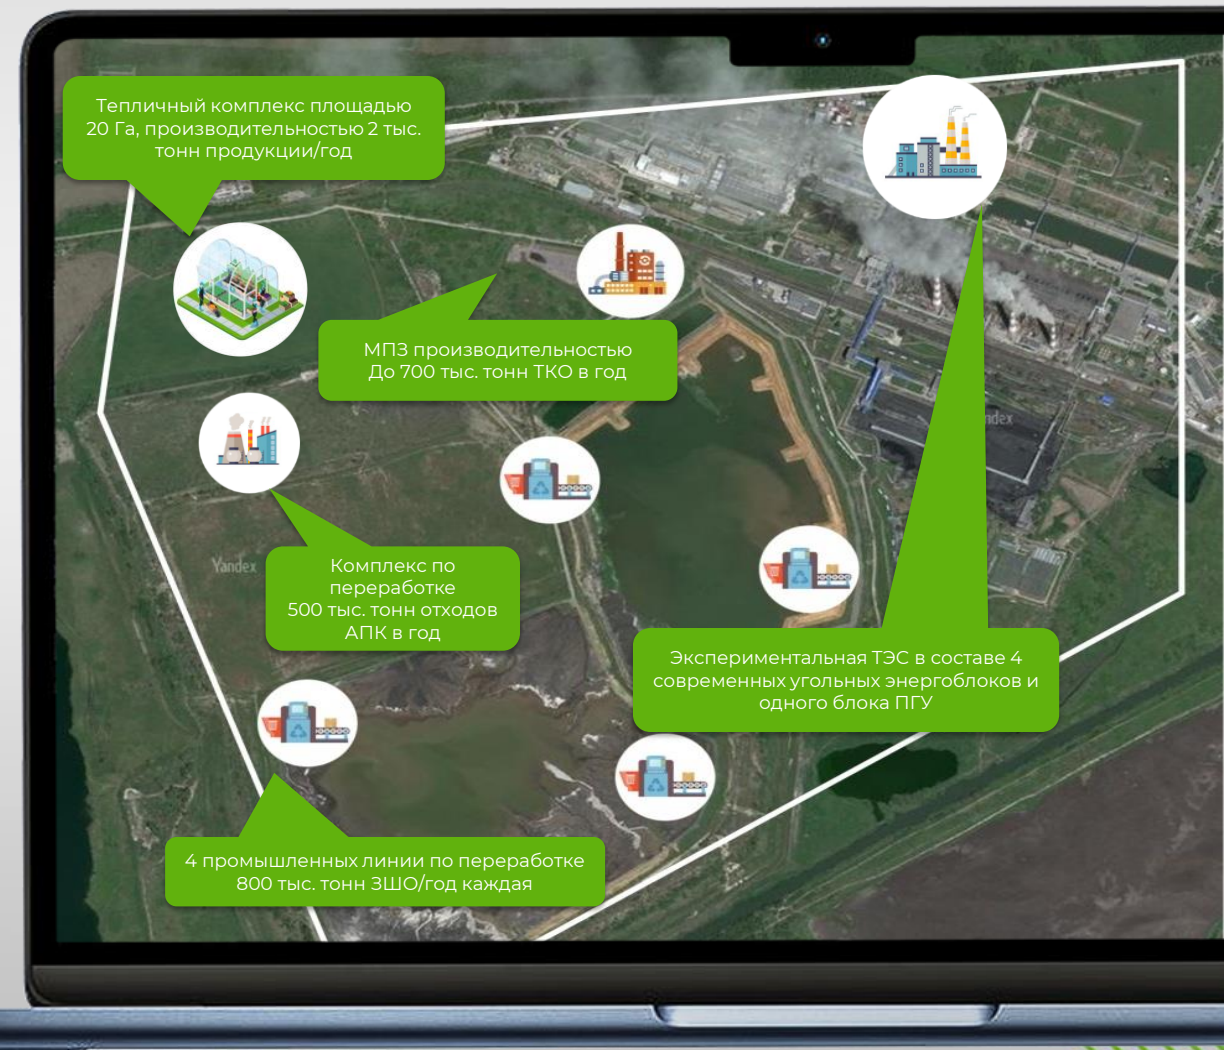 Тепличный комплекс площадью
20 Га, производительностью 2 тыс.
тонн продукции/год
МПЗ производительностью
До 700 тыс. тонн ТКО в год
ndex
Yandex
Комплекс по
переработке
500 тыс. тонн отходов
АПК в год
Экспериментальная ТЭС в составе 4
современных угольных энергоблоков и
одного блока ПГУ
4 промышленных линии по переработке
800 тыс. тонн ЗШО/год каждая